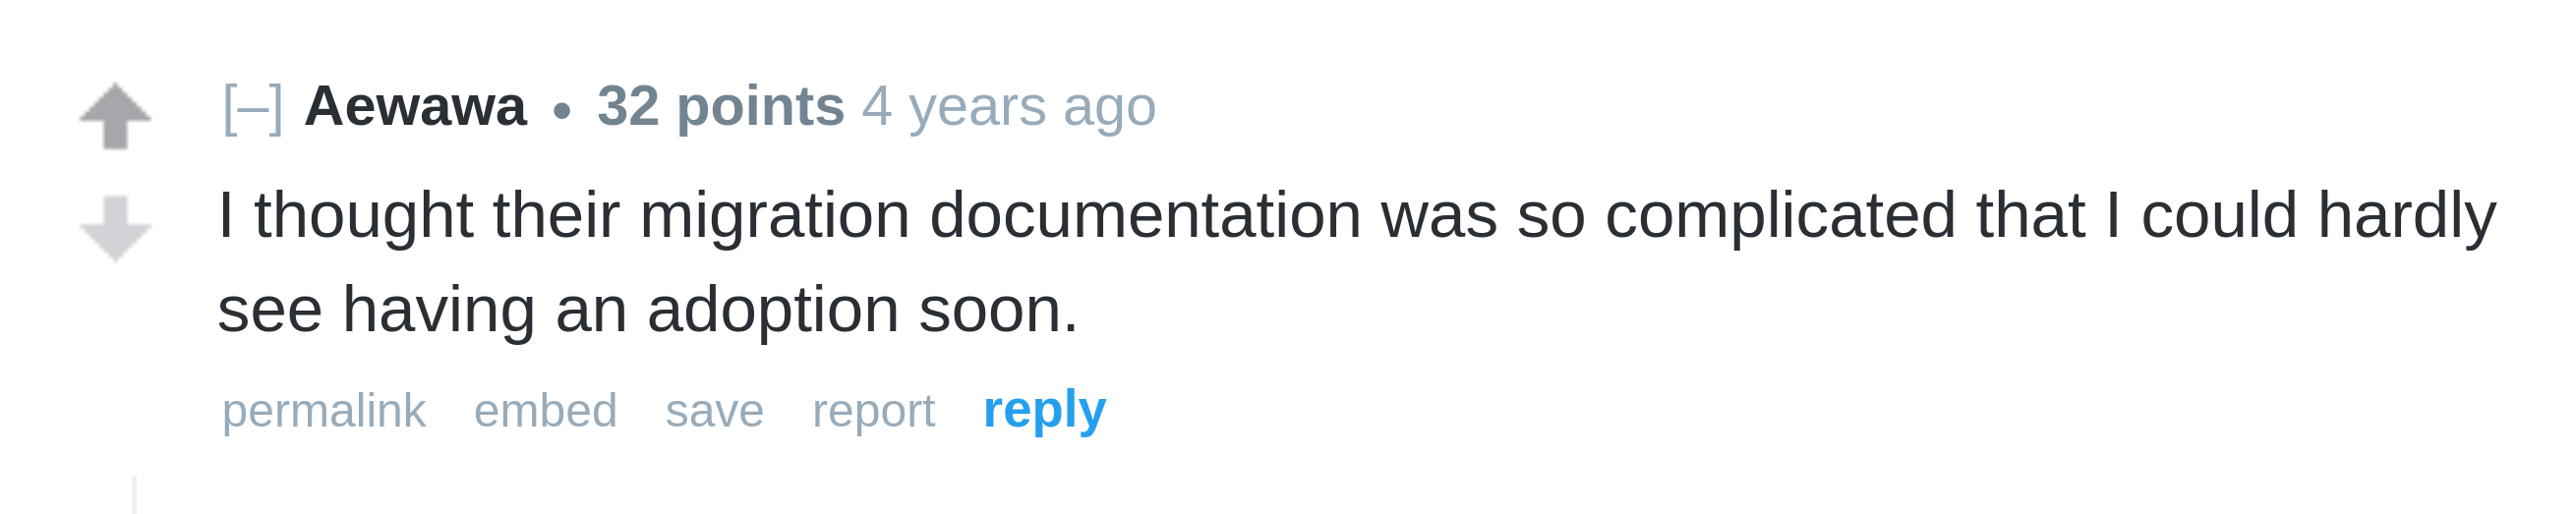 [–] Aewawa • 32 points 4 years ago
I thought their migration documentation was so complicated that I could hardly
see having an adoption soon.
permalink embed save report reply